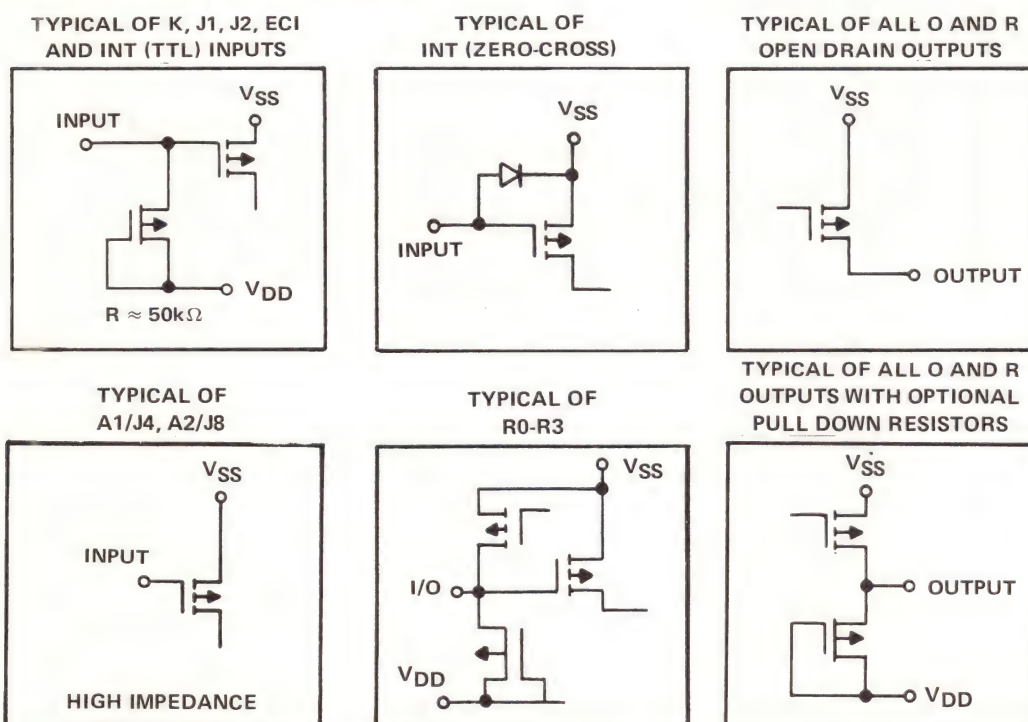 TYPICAL OF K, J1, J2, ECI
AND INT (TTL) INPUTS
INPUT
VSS
VDD
R ≈ 50kΩ
TYPICAL OF
INT (ZERO-CROSS)
VSS
INPUT
TYPICAL OF ALL O AND R
OPEN DRAIN OUTPUTS
VSS
OUTPUT
TYPICAL OF
A1/J4, A2/J8
VSS
INPUT
HIGH IMPEDANCE
TYPICAL OF
R0-R3
VSS
I/O
VDD
TYPICAL OF ALL O AND R
OUTPUTS WITH OPTIONAL
PULL DOWN RESISTORS
VSS
OUTPUT
VDD